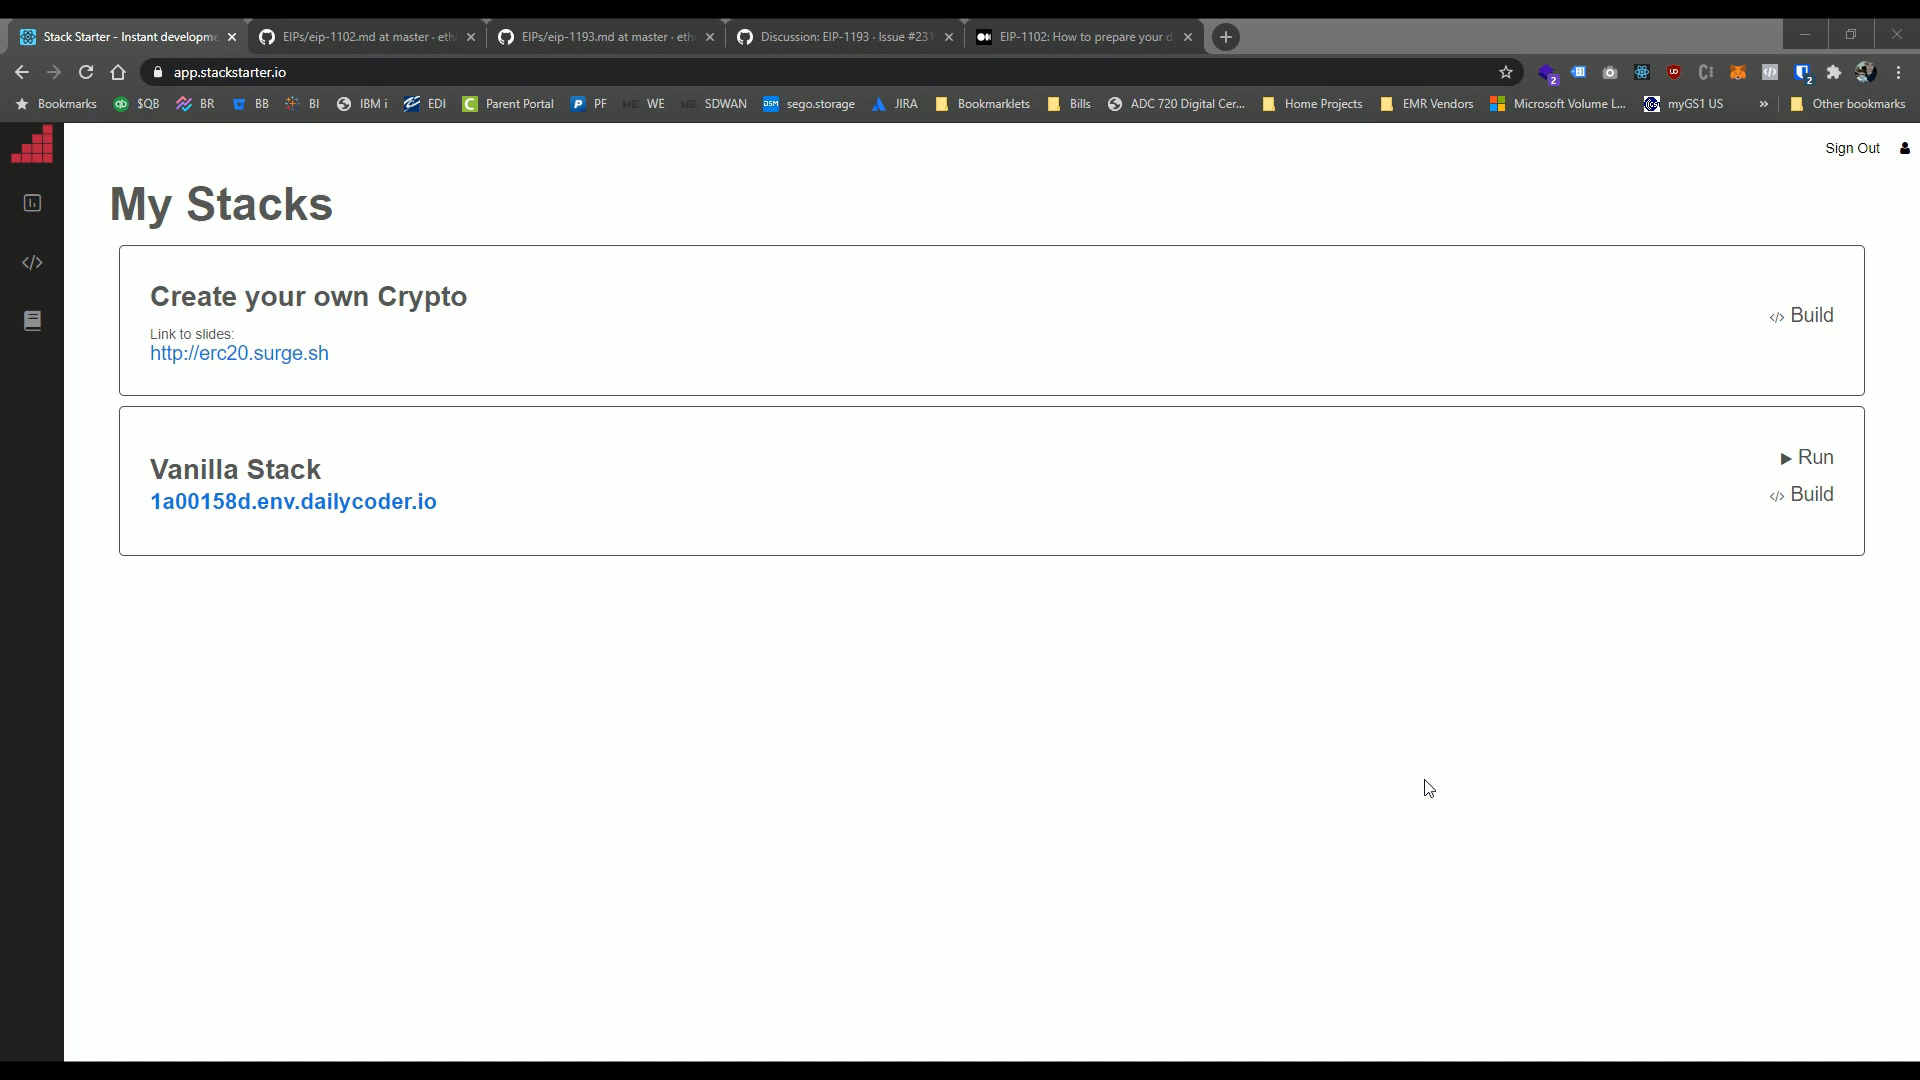 Stack Starter - Instant developme
EIPs/eip-1102.md at master · eth
EIPs/eip-1193.md at master · eth
Discussion: EIP-1193 · Issue #231
EIP-1102: How to prepare your d
app.stackstarter.io
2
2
Bookmarks
$QB
BR
BB
BI
IBM i
EDI
Parent Portal
PF
WE
SDWAN
sego.storage
JIRA
Bookmarklets
Bills
ADC 720 Digital Cer...
Home Projects
EMR Vendors
Microsoft Volume L...
myGS1 US
»
Other bookmarks
Sign Out
My Stacks
Create your own Crypto
Link to slides:
http://erc20.surge.sh
</> Build
Vanilla Stack
1a00158d.env.dailycoder.io
Run
</> Build